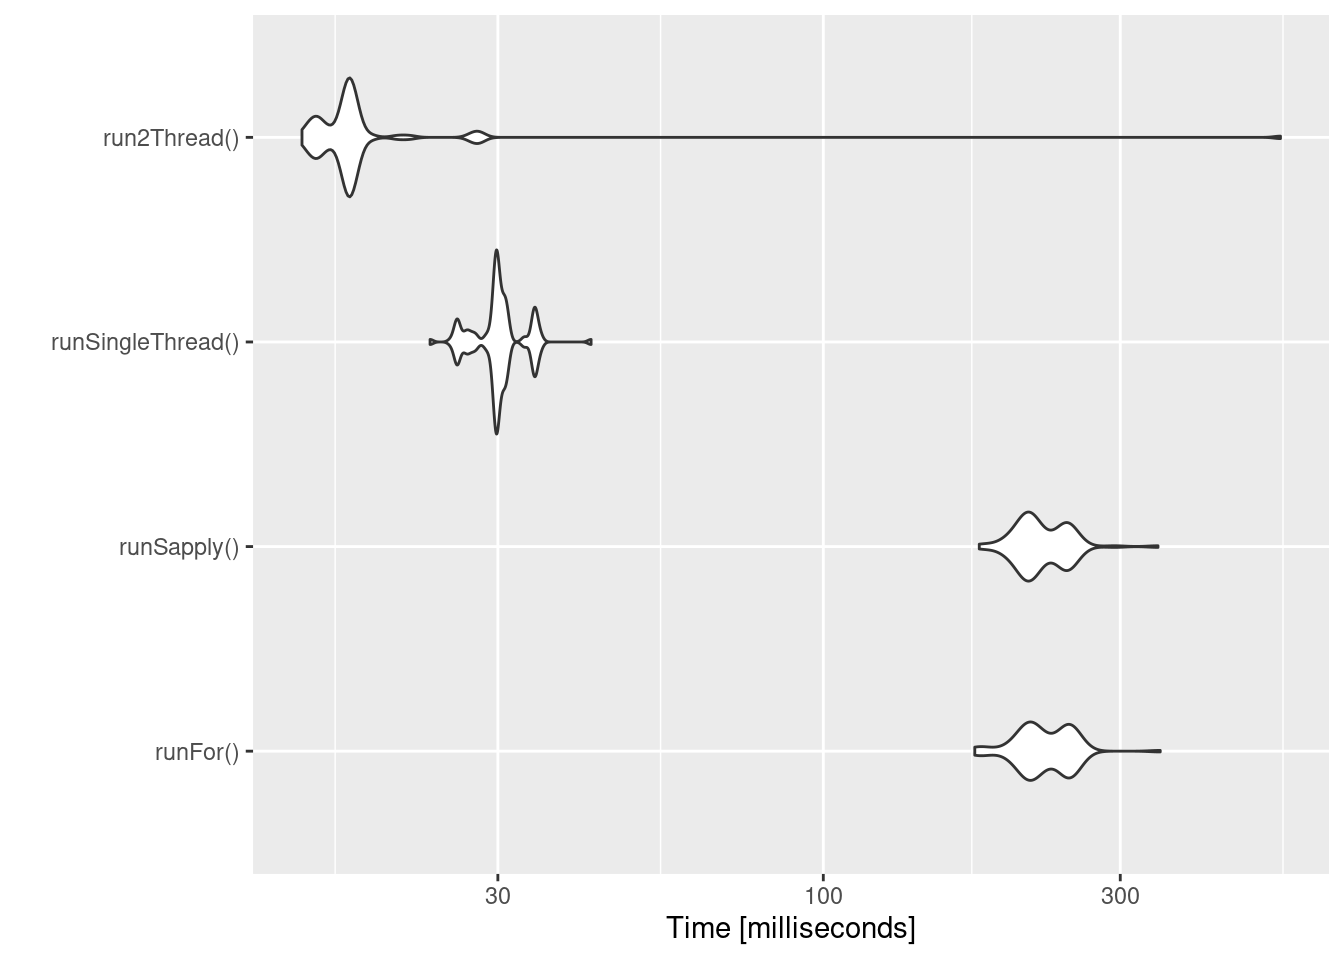 run2Thread()
runSingleThread()
runSapply()
runFor()
30 100 300
Time [milliseconds]